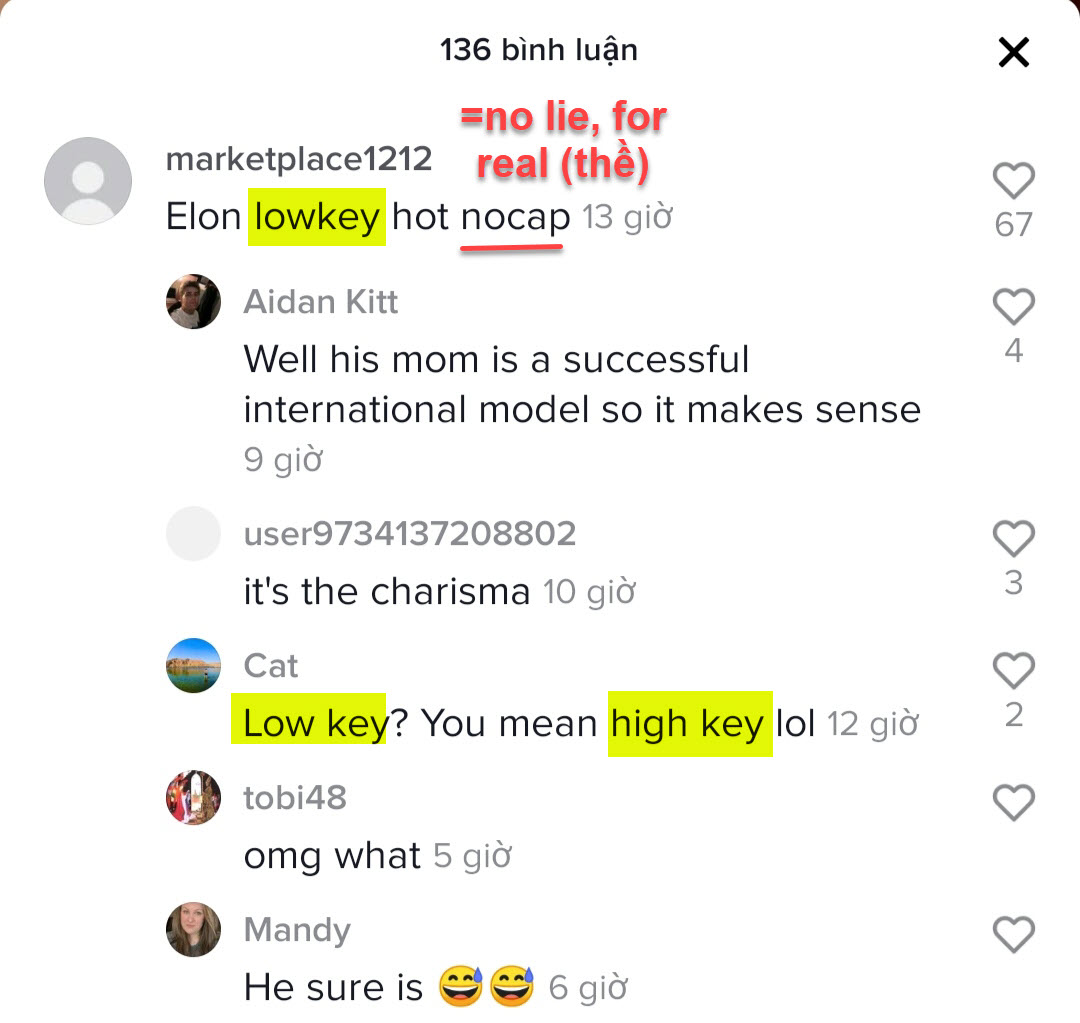 136 bình luận
=no lie, for
real (thề)
marketplace1212
Elon lowkey hot nocap 13 giờ
67
Aidan Kitt
Well his mom is a successful
international model so it makes sense
9 giờ
4
user9734137208802
it's the charisma 10 giờ
3
Cat
Low key? You mean high key lol 12 giờ
2
tobi48
omg what 5 giờ
Mandy
He sure is 😅😅 6 giờ